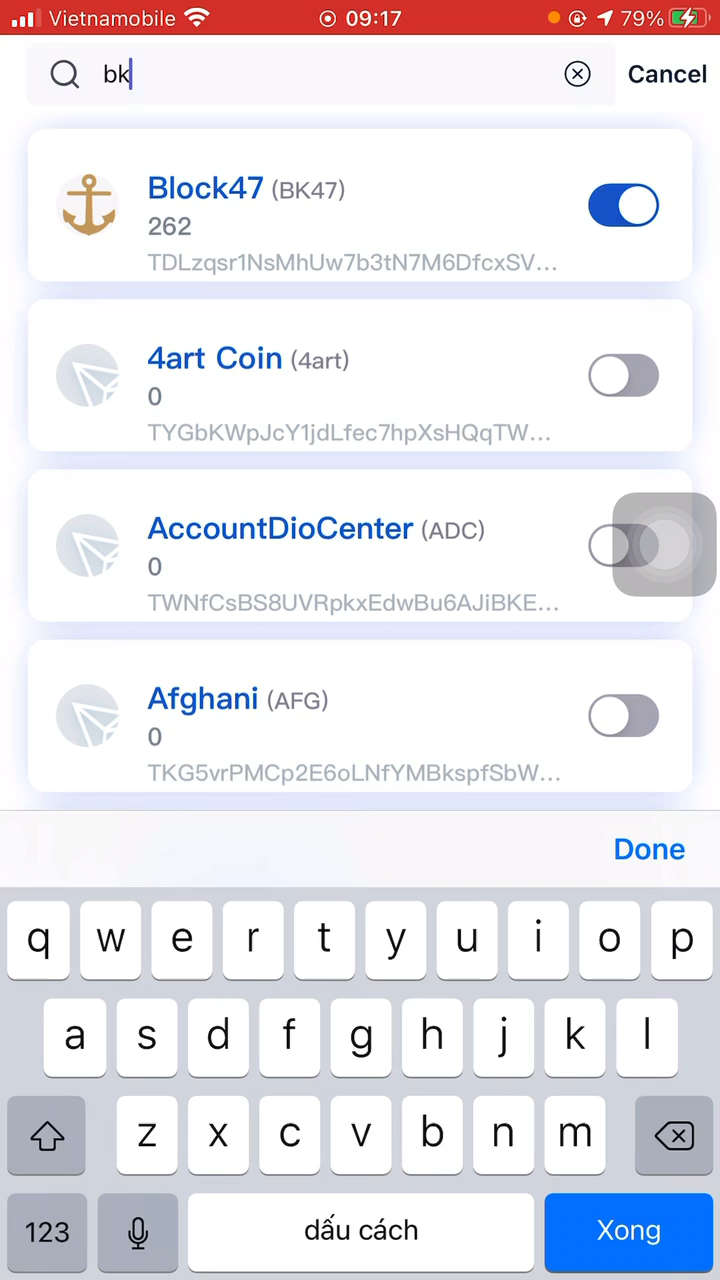 Vietnamobile 09:17 79%
bk Cancel
Block47 (BK47)
262
TDLzqsr1NsMhUw7b3tN7M6DfcxSV...
4art Coin (4art)
0
TYGbKWpJcY1jdLfec7hpXsHQqTW...
AccountDioCenter (ADC)
0
TWNfCsBS8UVRpkxEdwBu6AJiBKE...
Afghani (AFG)
0
TKG5vrPMCp2E6oLNfYMBkspfSbW...
Done
q w e r t y u i o p
a s d f g h j k l
z x c v b n m
123 dấu cách Xong